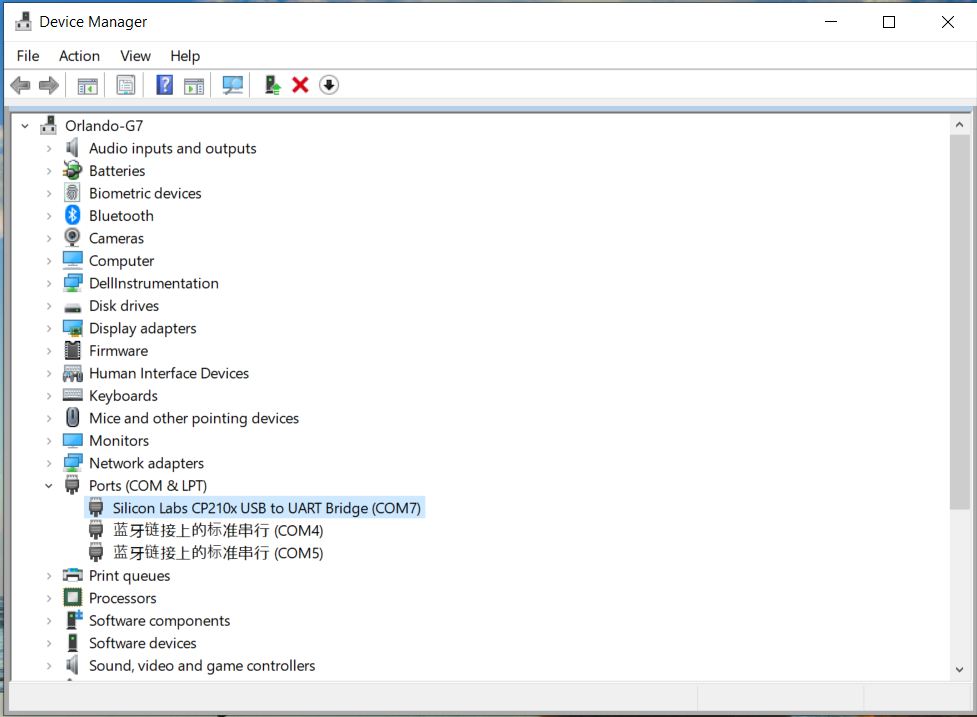 Device Manager
File Action View Help
Orlando-G7
Audio inputs and outputs
Batteries
Biometric devices
Bluetooth
Cameras
Computer
DellInstrumentation
Disk drives
Display adapters
Firmware
Human Interface Devices
Keyboards
Mice and other pointing devices
Monitors
Network adapters
Ports (COM & LPT)
Silicon Labs CP210x USB to UART Bridge (COM7)
蓝牙链接上的标准串行 (COM4)
蓝牙链接上的标准串行 (COM5)
Print queues
Processors
Software components
Software devices
Sound, video and game controllers